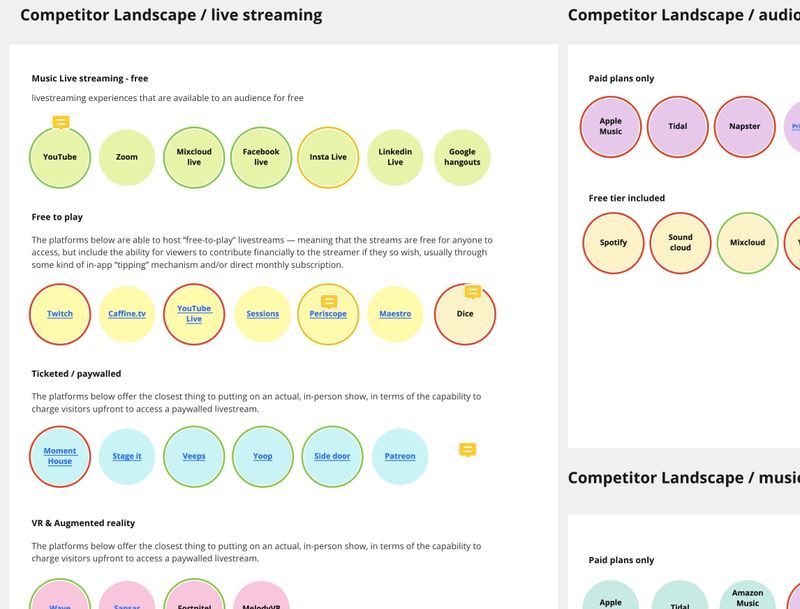 Competitor Landscape / live streaming
Music Live streaming - free
livestreaming experiences that are available to an audience for free
YouTube
Zoom
Mixcloud
live
Facebook
live
Insta Live
Linkedin
Live
Google
hangouts
Free to play
The platforms below are able to host “free-to-play” livestreams — meaning that the streams are free for anyone to
access, but include the ability for viewers to contribute financially to the streamer if they so wish, usually through
some kind of in-app “tipping” mechanism and/or direct monthly subscription.
Twitch
Caffine.tv
YouTube
Live
Sessions
Periscope
Maestro
Dice
Ticketed / paywalled
The platforms below offer the closest thing to putting on an actual, in-person show, in terms of the capability to
charge visitors upfront to access a paywalled livestream.
Moment
House
Stage it
Veeps
Yoop
Side door
Patreon
VR & Augmented reality
The platforms below offer the closest thing to putting on an actual, in-person show, in terms of the capability to
charge visitors upfront to access a paywalled livestream.
Wave
Sansar
Fortnite!
MelodyVR
Competitor Landscape / audio
Paid plans only
Apple
Music
Tidal
Napster
Free tier included
Spotify
Sound
cloud
Mixcloud
Competitor Landscape / music
Paid plans only
Apple
Tidal
Amazon
Music